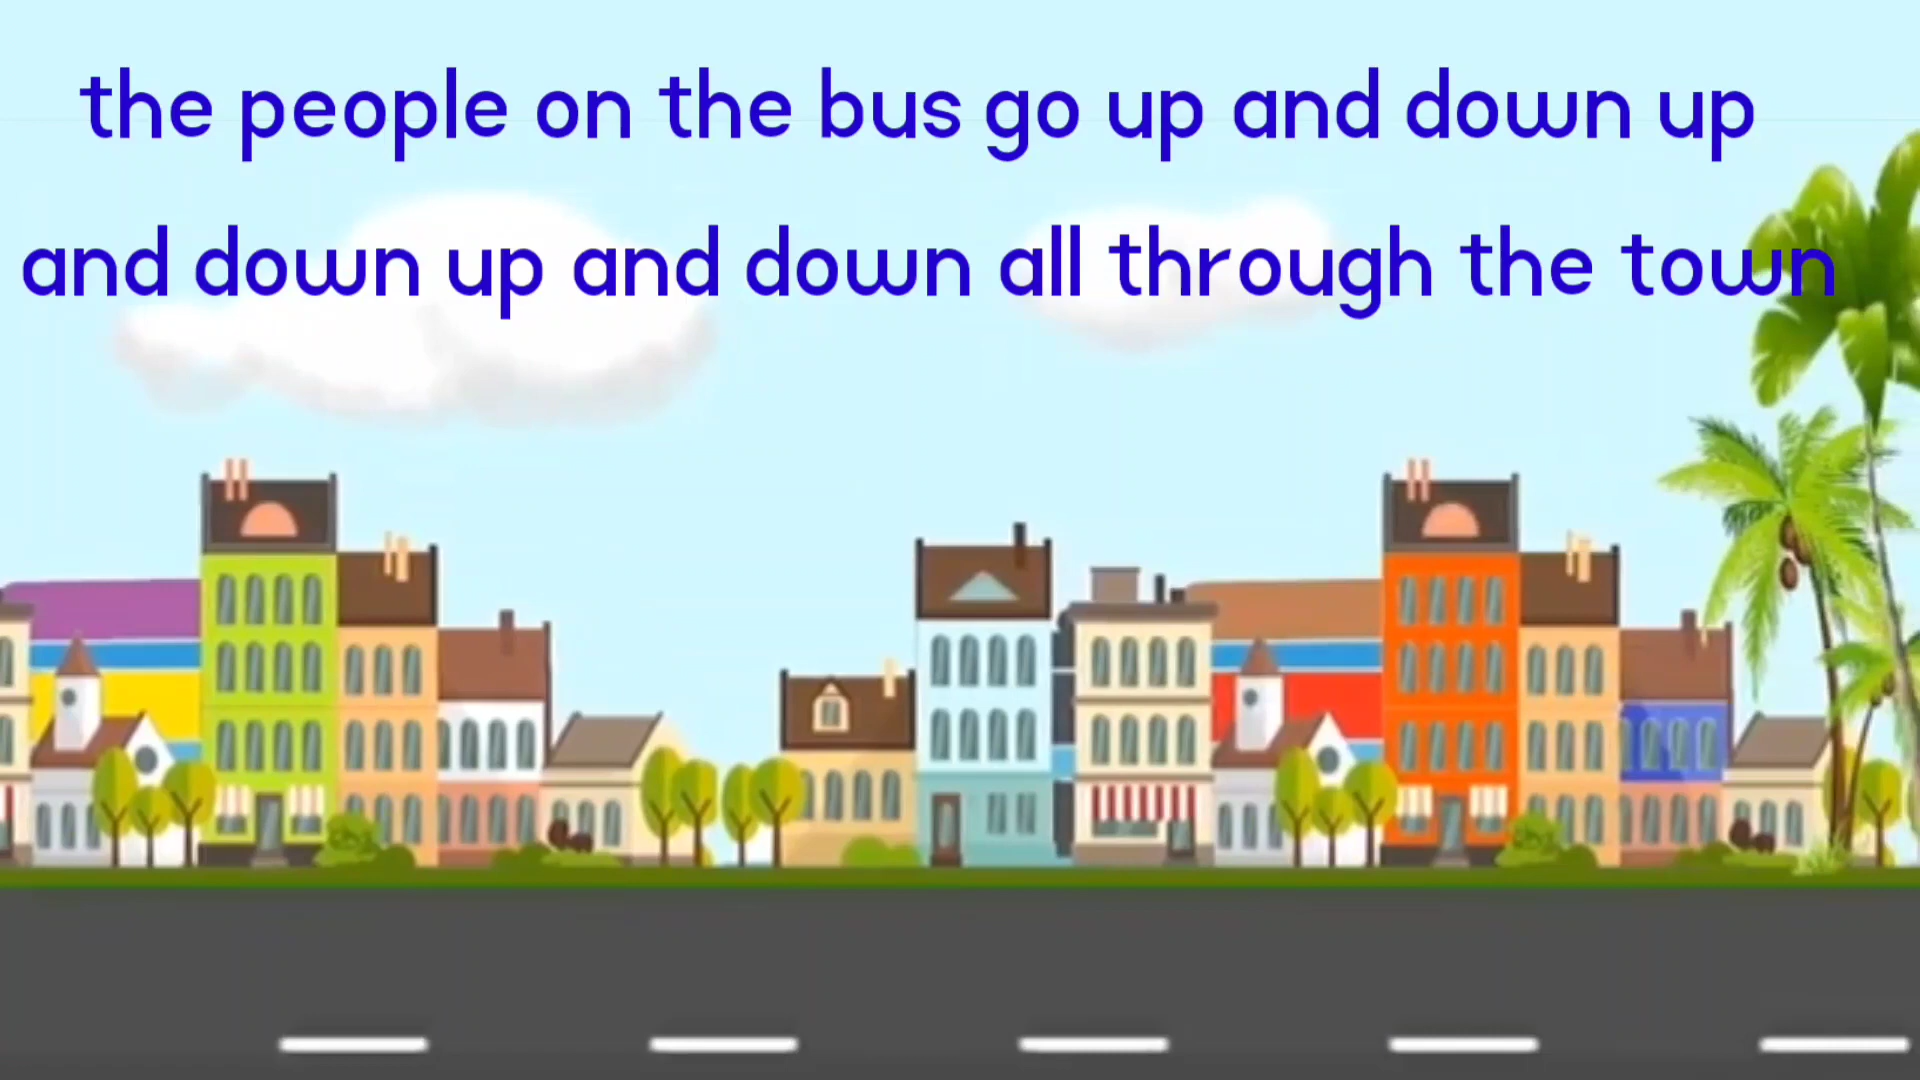 the people on the bus go up and down up
and down up and down all through the town